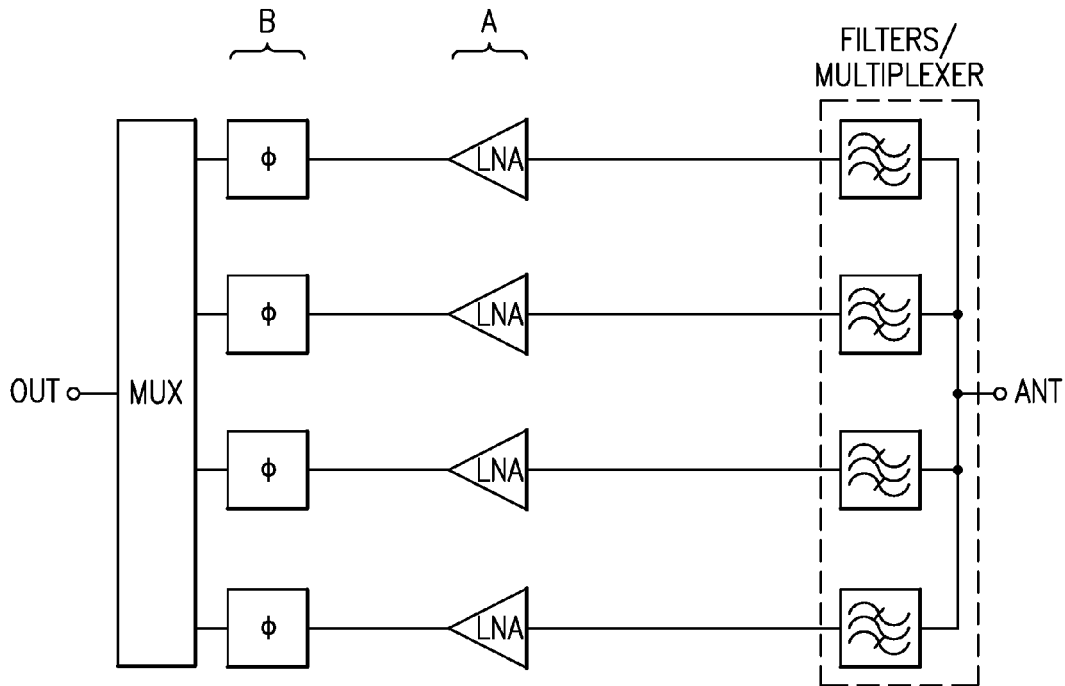 B
A
FILTERS/
MULTIPLEXER
ϕ
LNA
ϕ
LNA
OUT
MUX
ANT
ϕ
LNA
ϕ
LNA